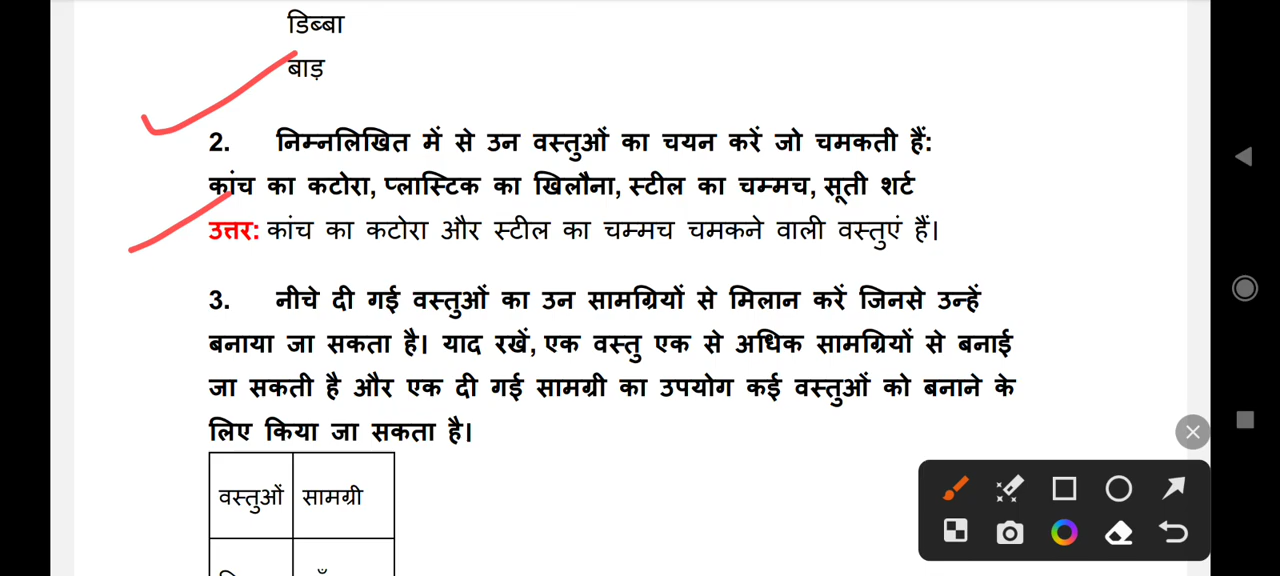 डिब्बा
बाड़
2. निम्नलिखित में से उन वस्तुओं का चयन करें जो चमकती हैं:
कांच का कटोरा, प्लास्टिक का खिलौना, स्टील का चम्मच, सूती शर्ट
उत्तर: कांच का कटोरा और स्टील का चम्मच चमकने वाली वस्तुएं हैं।
3. नीचे दी गई वस्तुओं का उन सामग्रियों से मिलान करें जिनसे उन्हें
बनाया जा सकता है। याद रखें, एक वस्तु एक से अधिक सामग्रियों से बनाई
जा सकती है और एक दी गई सामग्री का उपयोग कई वस्तुओं को बनाने के
लिए किया जा सकता है।
वस्तुओं सामग्री